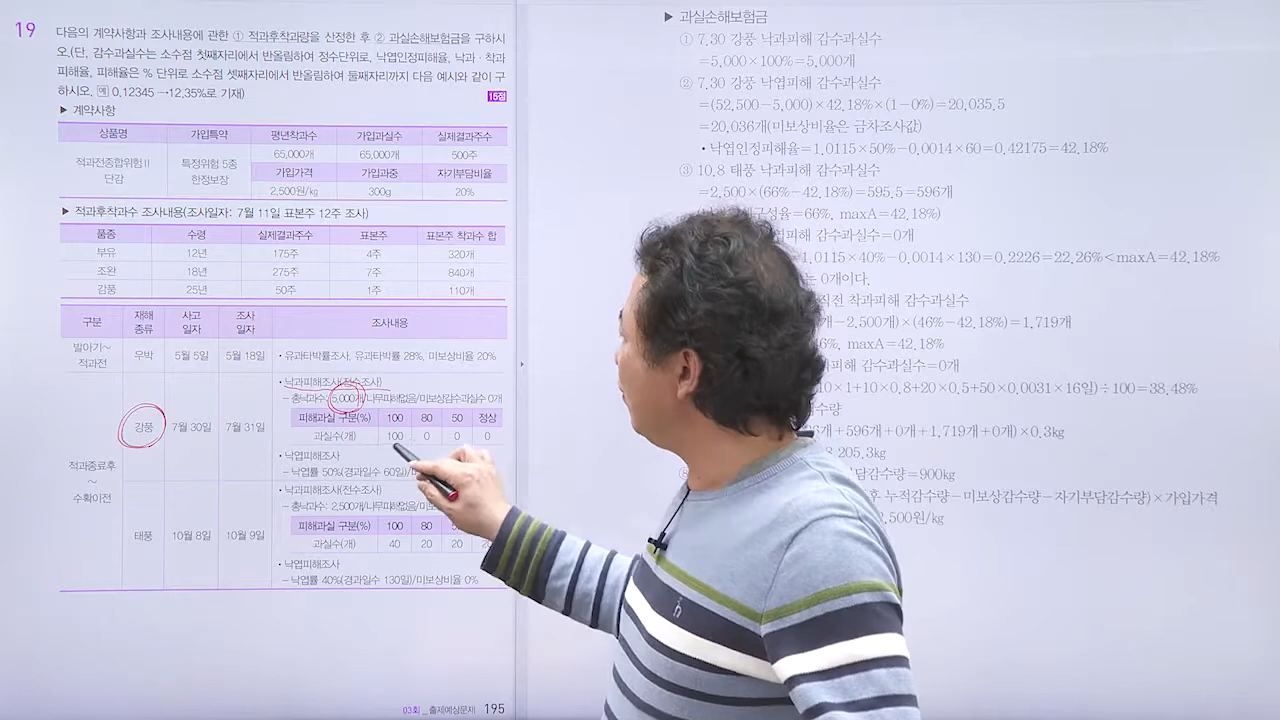 19
다음의 계약사항과 조사내용에 관한 ① 적과후착과량을 산정한 후 ② 과실손해보험금을 구하시
오.(단, 감수과실수는 소수점 첫째자리에서 반올림하여 정수단위로, 낙엽인정피해율, 낙과 · 착과
피해율, 피해율은 % 단위로 소수점 셋째자리에서 반올림하여 둘째자리까지 다음 예시와 같이 구
하시오. 예 0.12345 →12.35%로 기재)
15점
▶ 계약사항
상품명 가입특약 평년착과수 가입과실수 실제결과주수
적과전종합위험Ⅱ 단감 특정위험 5종 한정보장 65,000개 65,000개 500주
가입가격 가입과중 자기부담비율
2,500원/kg 300g 20%
▶ 적과후착과수 조사내용(조사일자: 7월 11일 표본주 12주 조사)
품종 수령 실제결과주수 표본주 표본주 착과수 합
부유 12년 175주 4주 320개
조완 18년 275주 7주 840개
감풍 25년 50주 1주 110개
구분 재해 종류 사고 일자 조사 일자 조사내용
발아기~ 적과전 우박 5월 5일 5월 18일 • 유과타박률조사, 유과타박률 28%, 미보상비율 20%
적과종료후 ~ 수확이전
강풍 7월 30일 7월 31일
• 낙과피해조사(전수조사)
– 총낙과수 5,000개/나무피해없음/미보상감수과실수 0개
피해과실 구분(%) 100 80 50 정상
과실수(개) 100 0 0 0
• 낙엽피해조사
– 낙엽률 50%(경과일수 60일)/
태풍 10월 8일 10월 9일
• 낙과피해조사(전수조사)
– 총낙과수: 2,500개/나무피해없음/
피해과실 구분(%) 100 80
과실수(개) 40 20 20
• 낙엽피해조사
– 낙엽률 40%(경과일수 130일)/미보상비율 0%
03회_출제예상문제 195
▶ 과실손해보험금
① 7.30 강풍 낙과피해 감수과실수
=5,000×100%=5,000개
② 7.30 강풍 낙엽피해 감수과실수
=(52,500−5,000)×42.18%×(1−0%)=20,035.5
=20,036개(미보상비율은 금차조사값)
• 낙엽인정피해율=1.0115×50%−0.0014×60=0.42175=42.18%
③ 10.8 태풍 낙과피해 감수과실수
=2,500×(66%−42.18%)=595.5=596개
구성율=66%, maxA=42.18%)
피해 감수과실수=0개
1.0115×40%−0.0014×130=0.2226=22.26%<maxA=42.18%
는 0개이다.
직전 착과피해 감수과실수
개−2,500개)×(46%−42.18%)=1,719개
maxA=42.18%
과피해 감수과실수=0개
10×1+10×0.8+20×0.5+50×0.0031×16일)÷100=38.48%
수량
개+596개+0개+1,719개+0개)×0.3kg
205.3kg
담감수량=900kg
후 누적감수량−미보상감수량−자기부담감수량)×가입가격
2,500원/kg